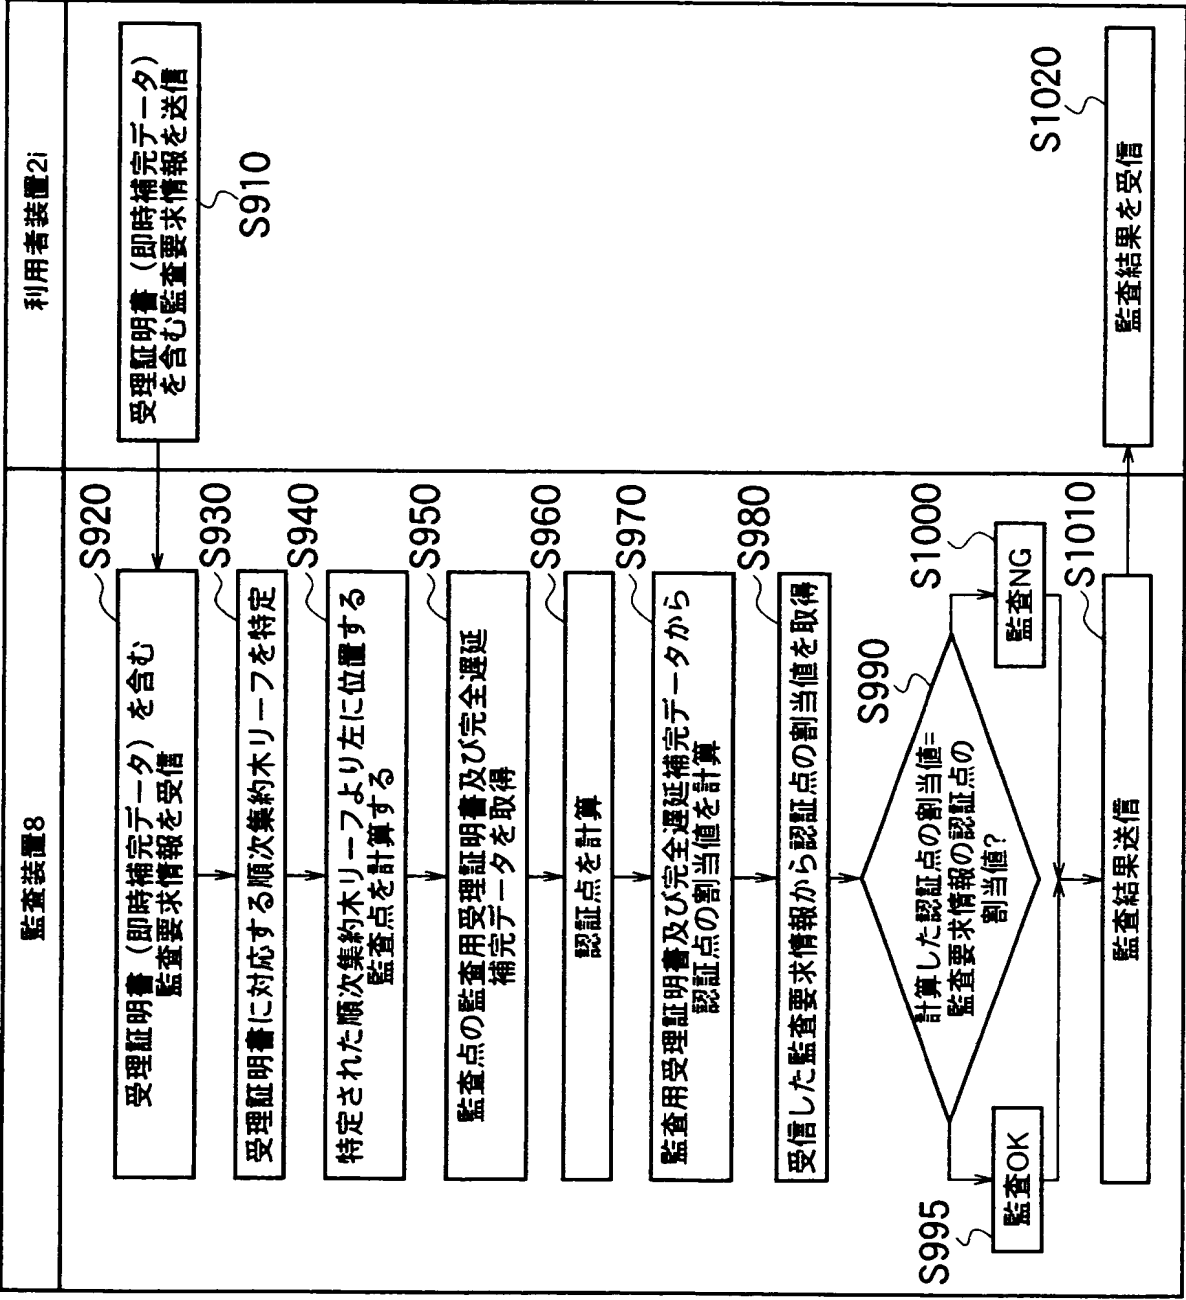 監査装置8
利用者装置2i
受理証明書（即時補完データ）
を含む監査要求情報を送信
S910
S920
受理証明書（即時補完データ）を含む
監査要求情報を受信
S930
受理証明書に対応する順次集約木リーフを特定
S940
特定された順次集約木リーフより左に位置する
監査点を計算する
S950
監査点の監査用受理証明書及び完全遅延
補完データを取得
S960
認証点を計算
S970
監査用受理証明書及び完全遅延補完データから
認証点の割当値を計算
S980
受信した監査要求情報から認証点の割当値を取得
S990
計算した認証点の割当値=
監査要求情報の認証点の
割当値?
S995
監査OK
S1000
監査NG
S1010
監査結果送信
S1020
監査結果を受信